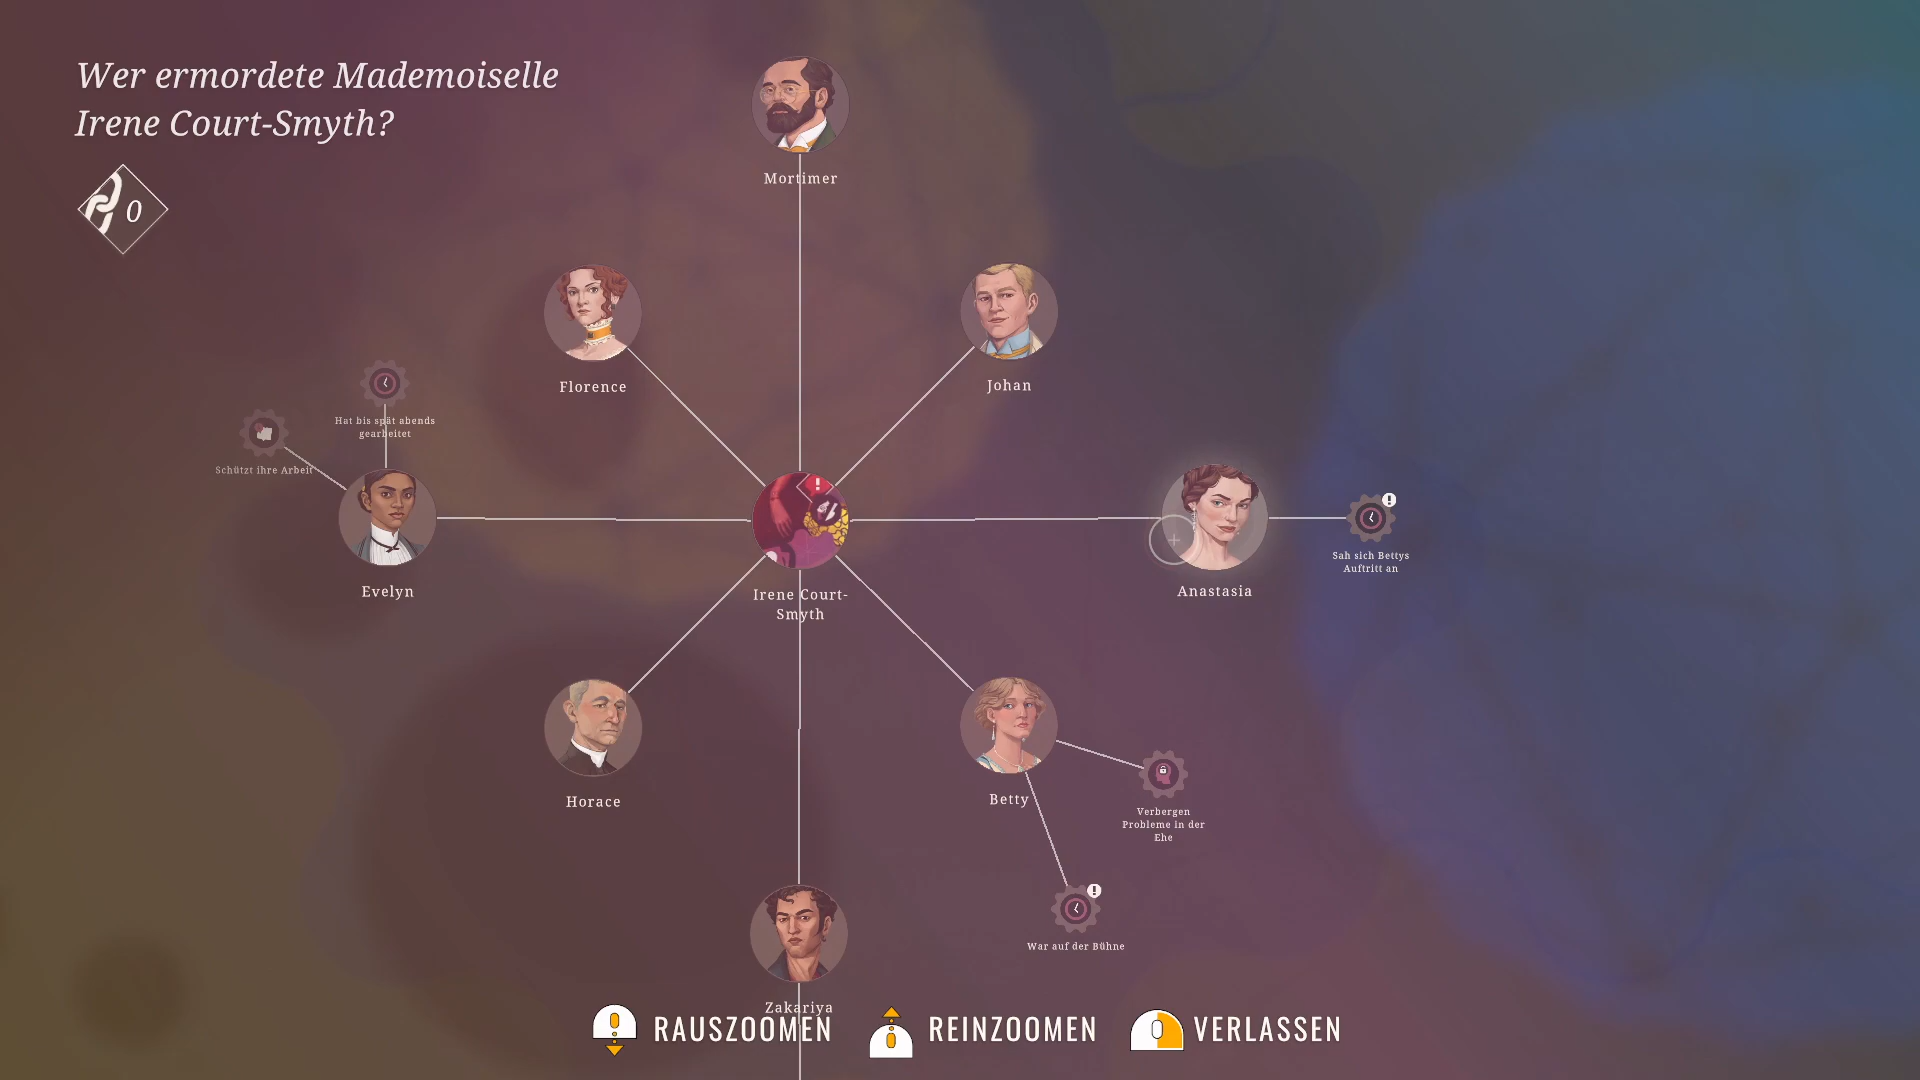 Wer ermordete Mademoiselle
Irene Court-Smyth?
0
Mortimer
Florence
Johan
Hat bis spät abends
gearbeitet
Schützt ihre Arbeit
Evelyn
Irene Court-
Smyth
Anastasia
Sah sich Bettys
Auftritt an
Horace
Betty
Verbergen
Probleme in der
Ehe
War auf der Bühne
Zakariya
RAUSZOOMEN
REINZOOMEN
VERLASSEN